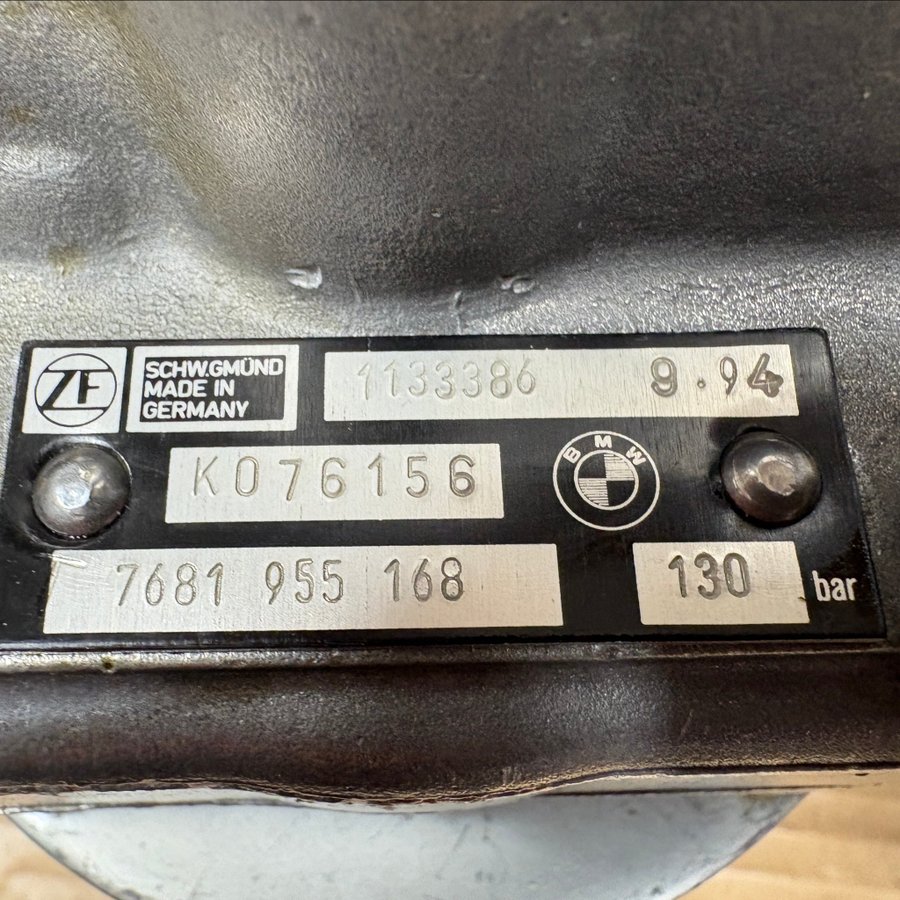 ZF
SCHW.GMÜND
MADE IN
GERMANY
1133386 9.94
K076156
BMW
7681 955 168
130 bar